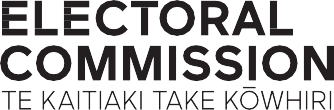 ELECTORAL
COMMISSION
TE KAITIAKI TAKE KŌWHIRI